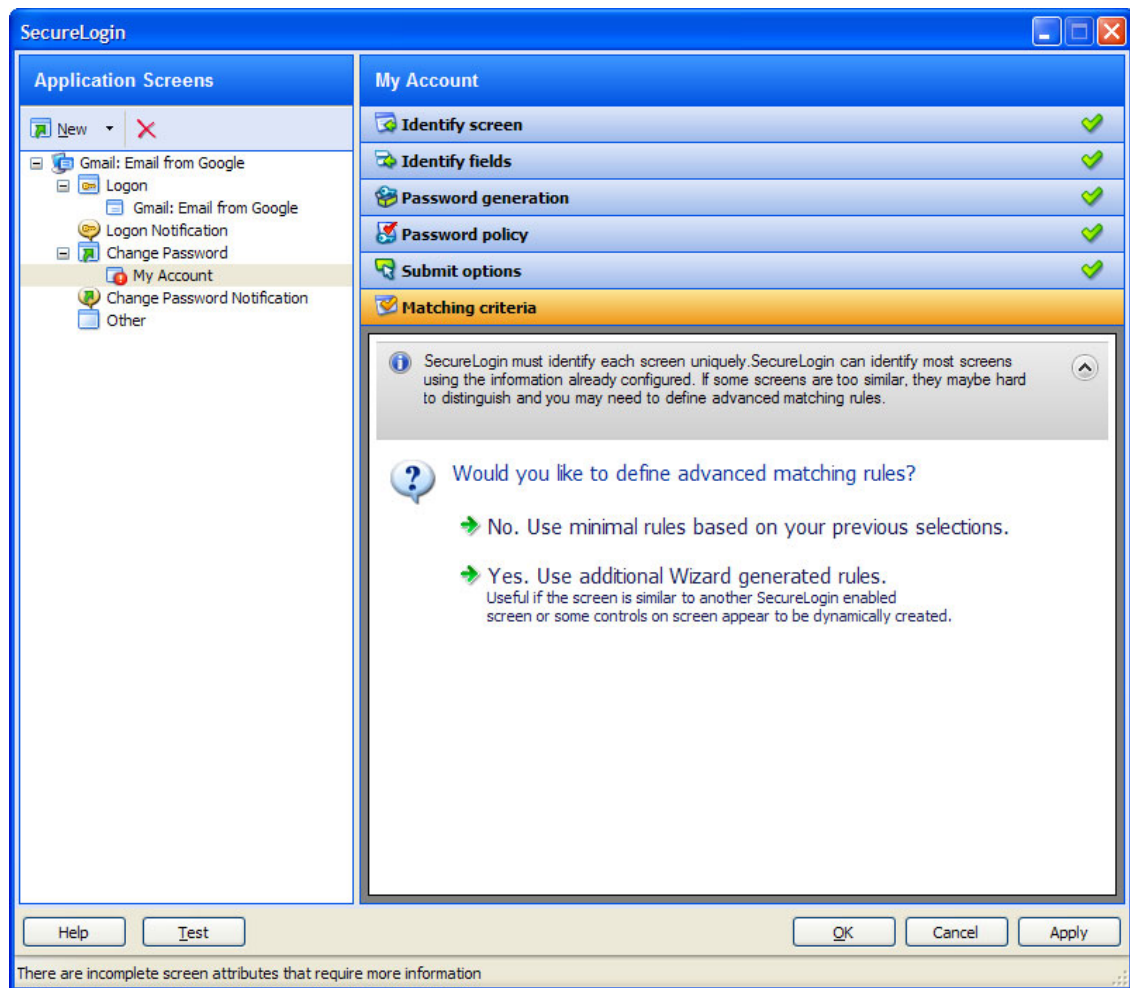 SecureLogin
Application Screens
New
Gmail: Email from Google
Logon
Gmail: Email from Google
Logon Notification
Change Password
My Account
Change Password Notification
Other
My Account
Identify screen
Identify fields
Password generation
Password policy
Submit options
Matching criteria
SecureLogin must identify each screen uniquely.SecureLogin can identify most screens
using the information already configured. If some screens are too similar, they maybe hard
to distinguish and you may need to define advanced matching rules.
Would you like to define advanced matching rules?
No. Use minimal rules based on your previous selections.
Yes. Use additional Wizard generated rules.
Useful if the screen is similar to another SecureLogin enabled
screen or some controls on screen appear to be dynamically created.
Help
Test
OK
Cancel
Apply
There are incomplete screen attributes that require more information